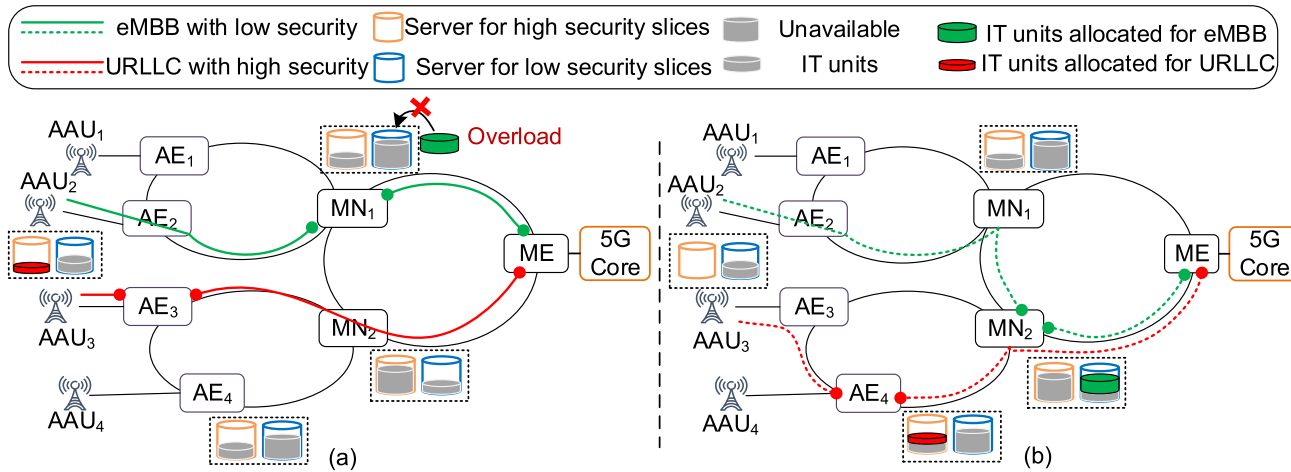 eMBB with low security
Server for high security slices
Unavailable
IT units allocated for eMBB
URLLC with high security
Server for low security slices
IT units
IT units allocated for URLLC
AAU1
AE1
Overload
AAU2
AE2
MN1
ME
5G
Core
AE3
AAU3
MN2
AE4
AAU4
(a)
AAU1
AE1
AAU2
AE2
MN1
ME
5G
Core
AE3
AAU3
MN2
AE4
AAU4
(b)